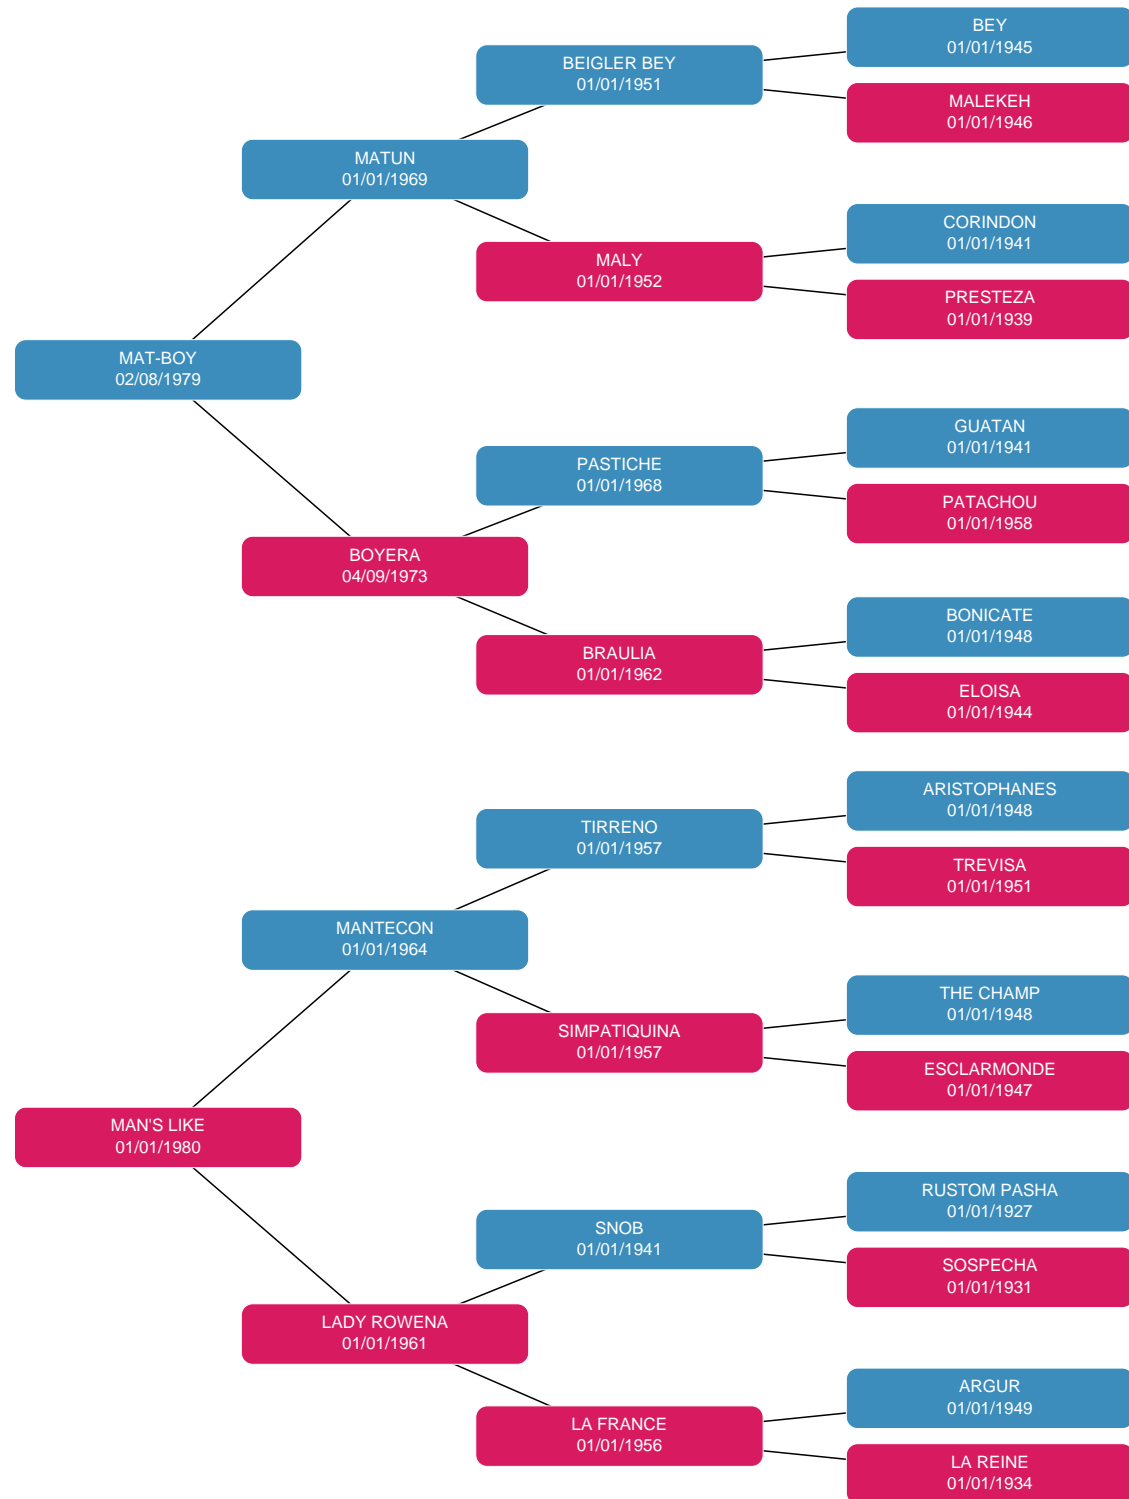 BEY
01/01/1945
BEIGLER BEY
01/01/1951
MALEKEH
01/01/1946
MATUN
01/01/1969
CORINDON
01/01/1941
MALY
01/01/1952
PRESTEZA
01/01/1939
MAT-BOY
02/08/1979
GUATAN
01/01/1941
PASTICHE
01/01/1968
PATACHOU
01/01/1958
BOYERA
04/09/1973
BONICATE
01/01/1948
BRAULIA
01/01/1962
ELOISA
01/01/1944
ARISTOPHANES
01/01/1948
TIRRENO
01/01/1957
TREVISA
01/01/1951
MANTECON
01/01/1964
THE CHAMP
01/01/1948
SIMPATIQUINA
01/01/1957
ESCLARMONDE
01/01/1947
MAN'S LIKE
01/01/1980
RUSTOM PASHA
01/01/1927
SNOB
01/01/1941
SOSPECHA
01/01/1931
LADY ROWENA
01/01/1961
ARGUR
01/01/1949
LA FRANCE
01/01/1956
LA REINE
01/01/1934